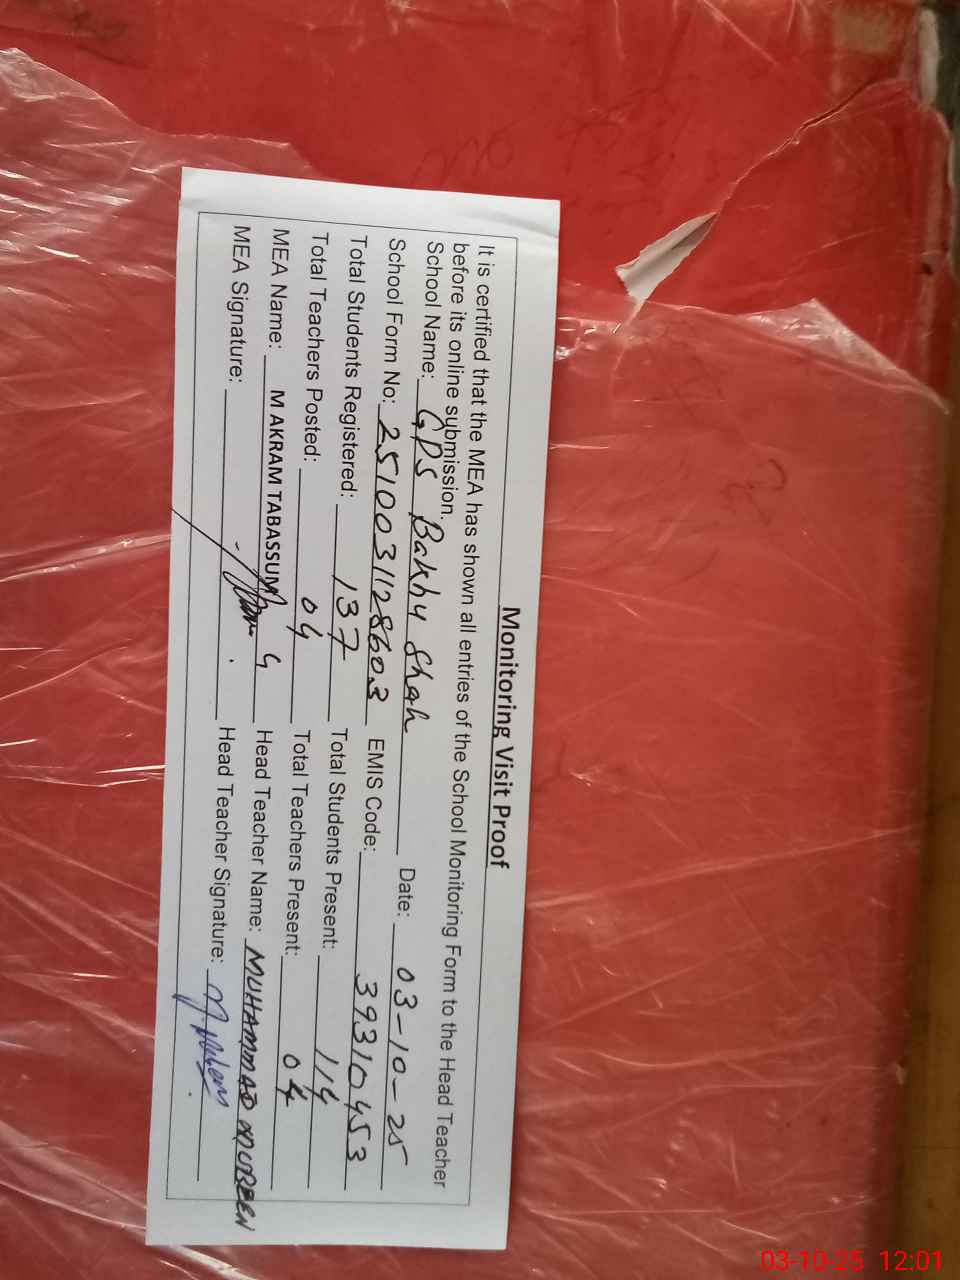 Monitoring Visit Proof
It is certified that the MEA has shown all entries of the School Monitoring Form to the Head Teacher
before its online submission.
School Name: GPS Bakhu Shah Date: 03-10-25
School Form No: 2510031128603 EMIS Code: 39310453
Total Students Registered: 137 Total Students Present: 114
Total Teachers Posted: 04 Total Teachers Present: 04
MEA Name: M AKRAM TABASSUM Head Teacher Name: MUHAMMAD
MEA Signature: Head Teacher Signature:
03-10-25 12:01